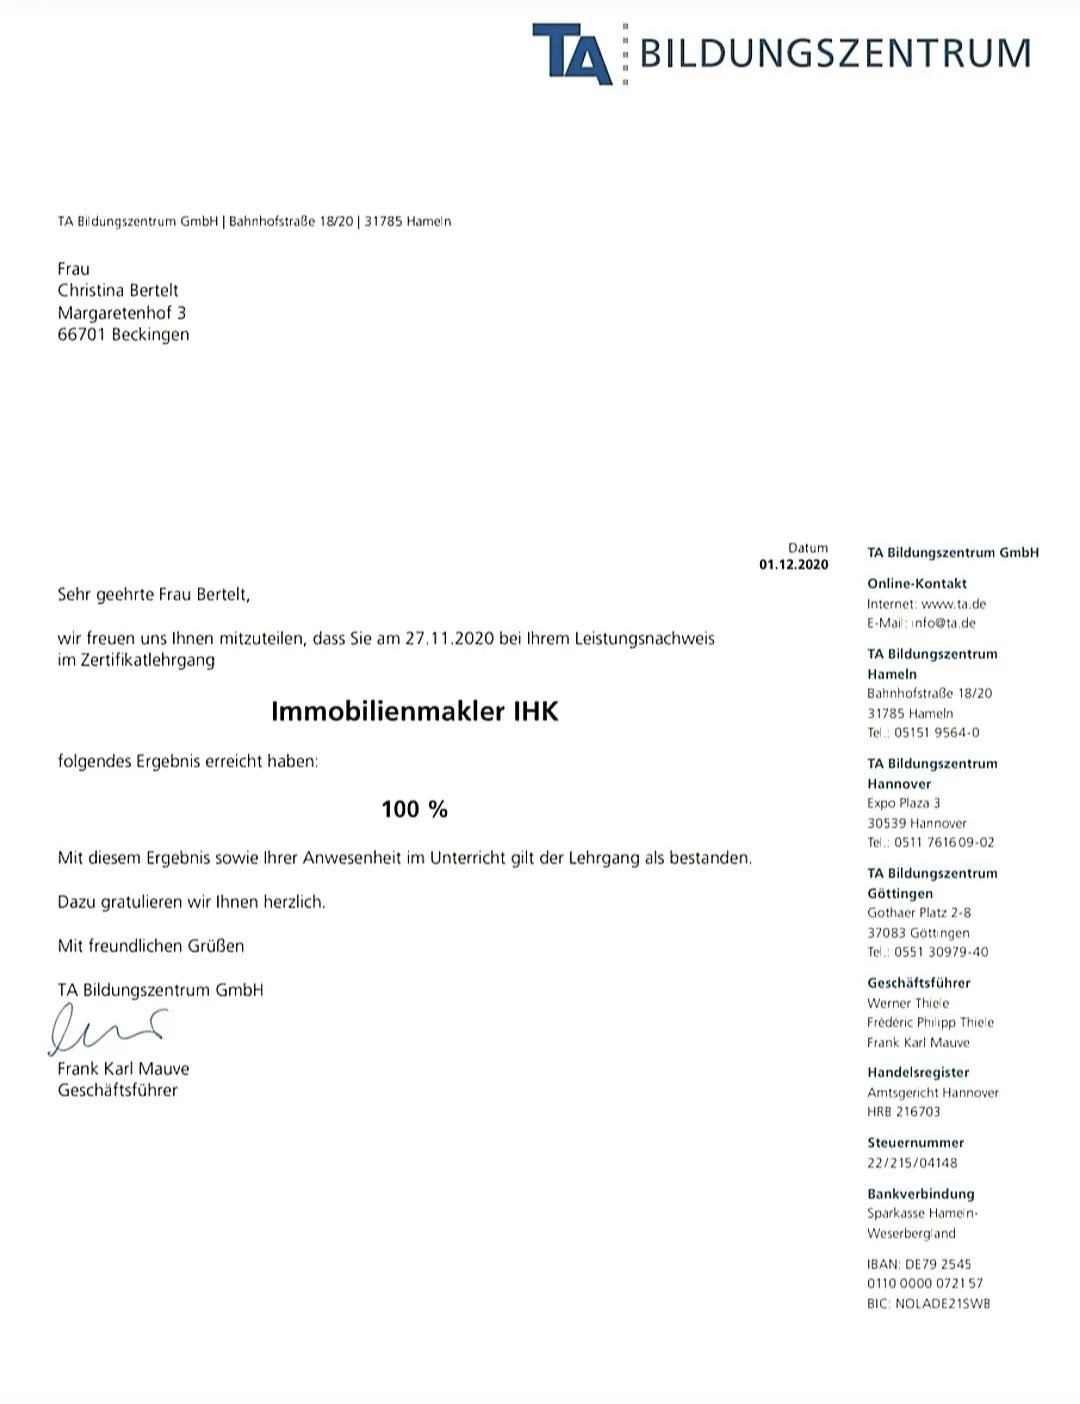 TA BILDUNGSZENTRUM
TA Bildungszentrum GmbH | Bahnhofstraße 18/20 | 31785 Hameln
Frau
Christina Bertelt
Margaretenhof 3
66701 Beckingen
Datum
01.12.2020
Sehr geehrte Frau Bertelt,
wir freuen uns Ihnen mitzuteilen, dass Sie am 27.11.2020 bei Ihrem Leistungsnachweis
im Zertifikatlehrgang
Immobilienmakler IHK
folgendes Ergebnis erreicht haben:
100 %
Mit diesem Ergebnis sowie Ihrer Anwesenheit im Unterricht gilt der Lehrgang als bestanden.
Dazu gratulieren wir Ihnen herzlich.
Mit freundlichen Grüßen
TA Bildungszentrum GmbH
Frank Karl Mauve
Geschäftsführer
TA Bildungszentrum GmbH
Online-Kontakt
Internet: www.ta.de
E-Mail: info@ta.de
TA Bildungszentrum
Hameln
Bahnhofstraße 18/20
31785 Hameln
Tel.: 05151 9564-0
TA Bildungszentrum
Hannover
Expo Plaza 3
30539 Hannover
Tel.: 0511 761609-02
TA Bildungszentrum
Göttingen
Gothaer Platz 2-8
37083 Göttingen
Tel.: 0551 30979-40
Geschäftsführer
Werner Thiele
Frédéric Philipp Thiele
Frank Karl Mauve
Handelsregister
Amtsgericht Hannover
HRB 216703
Steuernummer
22/215/04148
Bankverbindung
Sparkasse Hameln-
Weserbergland
IBAN: DE79 2545
0110 0000 0721 57
BIC: NOLADE21SWB